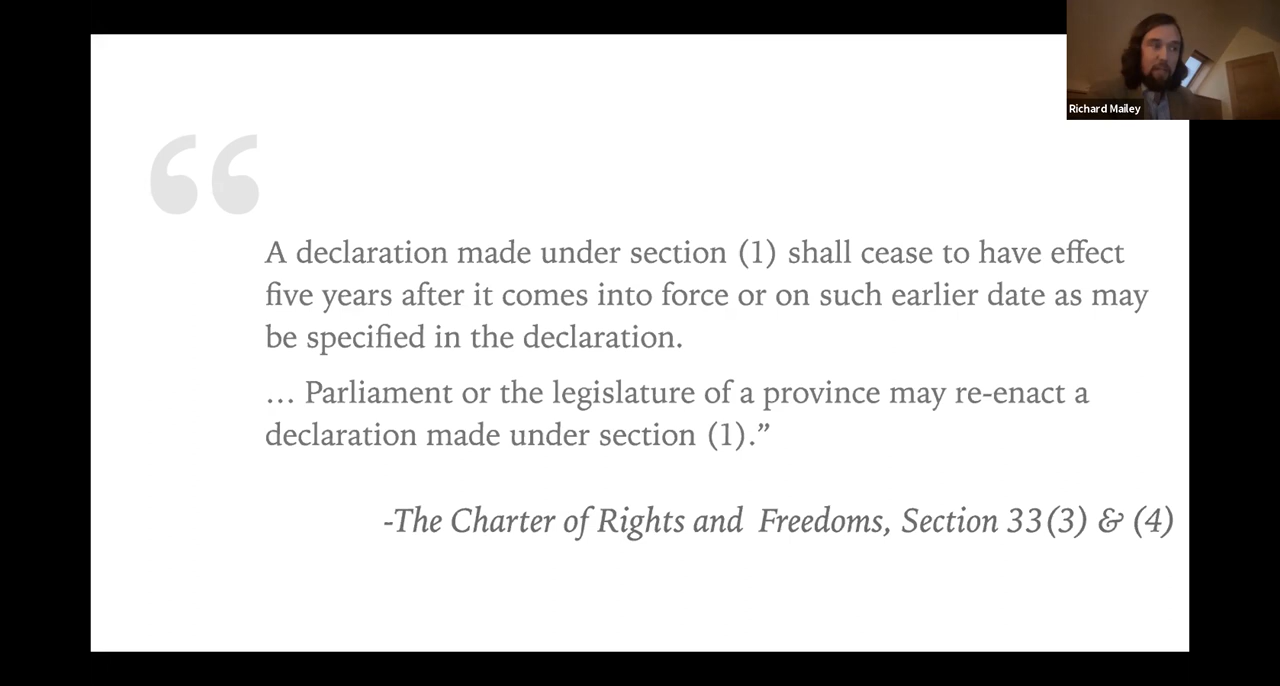 Richard Mailey
“
A declaration made under section (1) shall cease to have effect
five years after it comes into force or on such earlier date as may
be specified in the declaration.
… Parliament or the legislature of a province may re-enact a
declaration made under section (1).”
-The Charter of Rights and  Freedoms, Section 33(3) & (4)